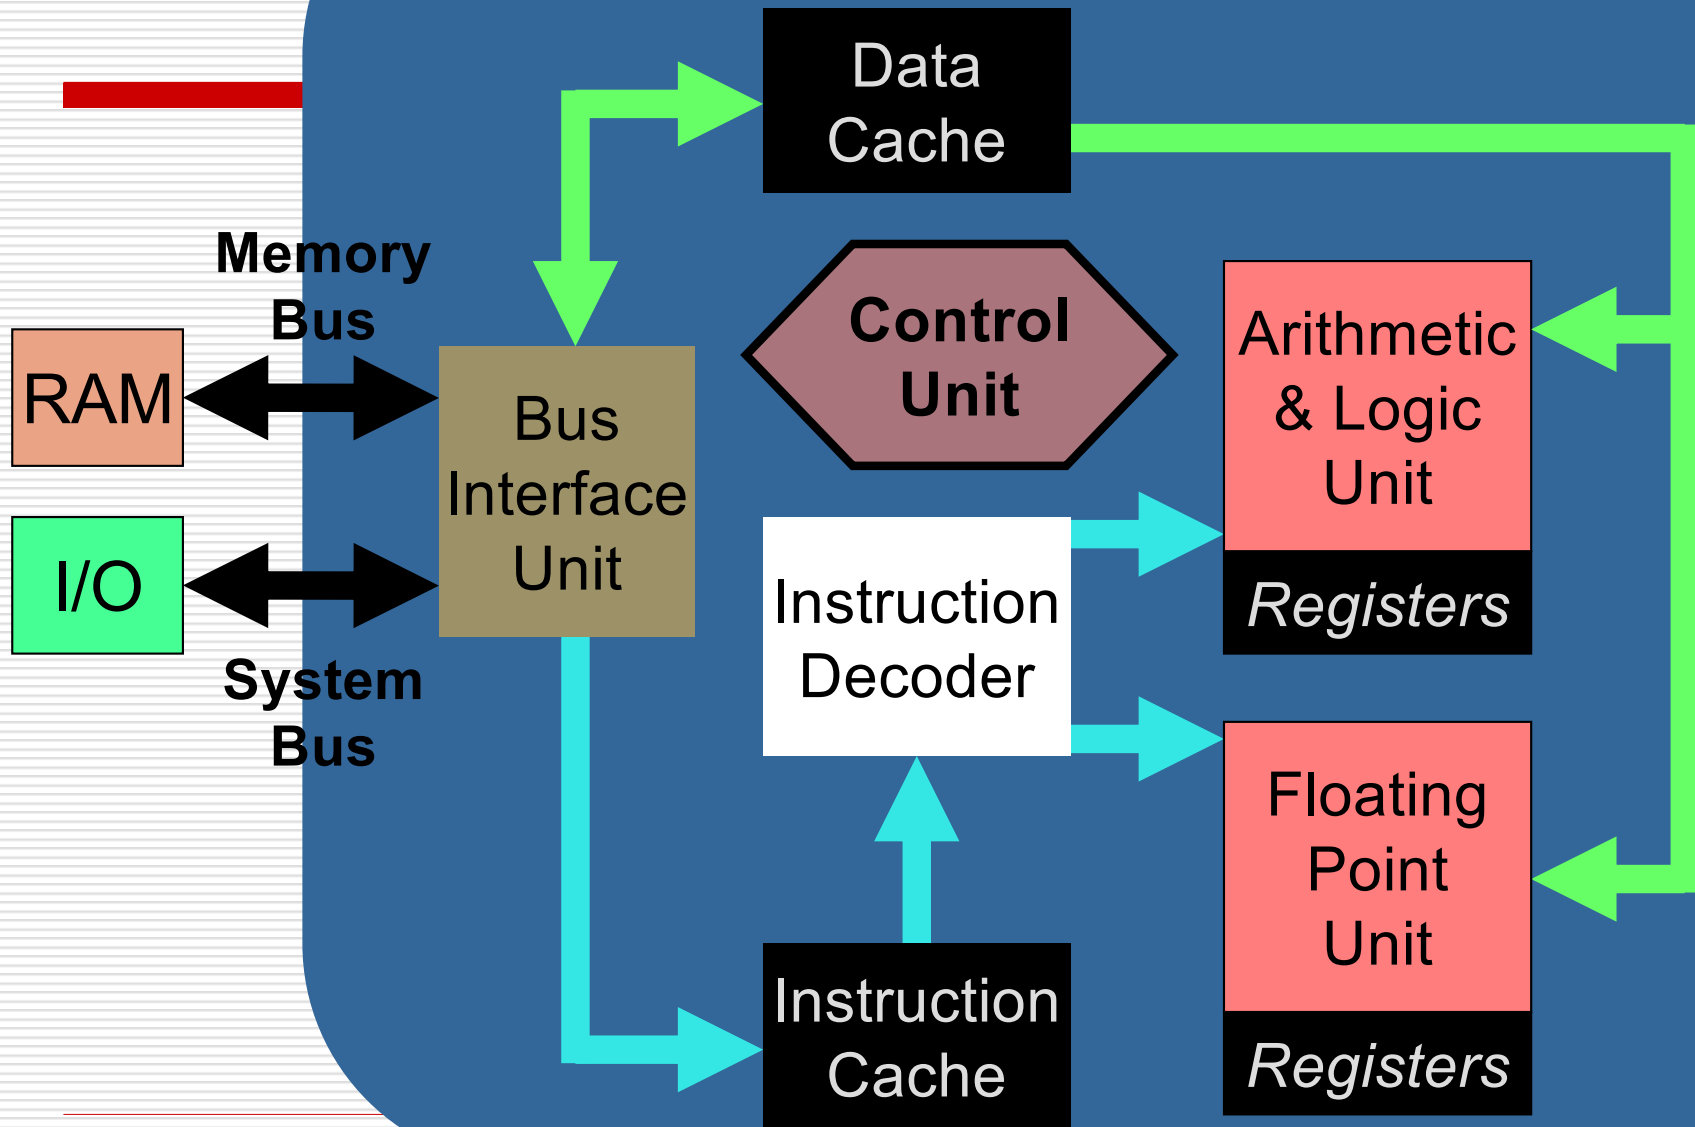 Data
Cache
Memory
Bus
Control
Unit
RAM
Bus
Interface
Unit
Arithmetic
& Logic
Unit
Registers
I/O
System
Bus
Instruction
Decoder
Floating
Point
Unit
Registers
Instruction
Cache